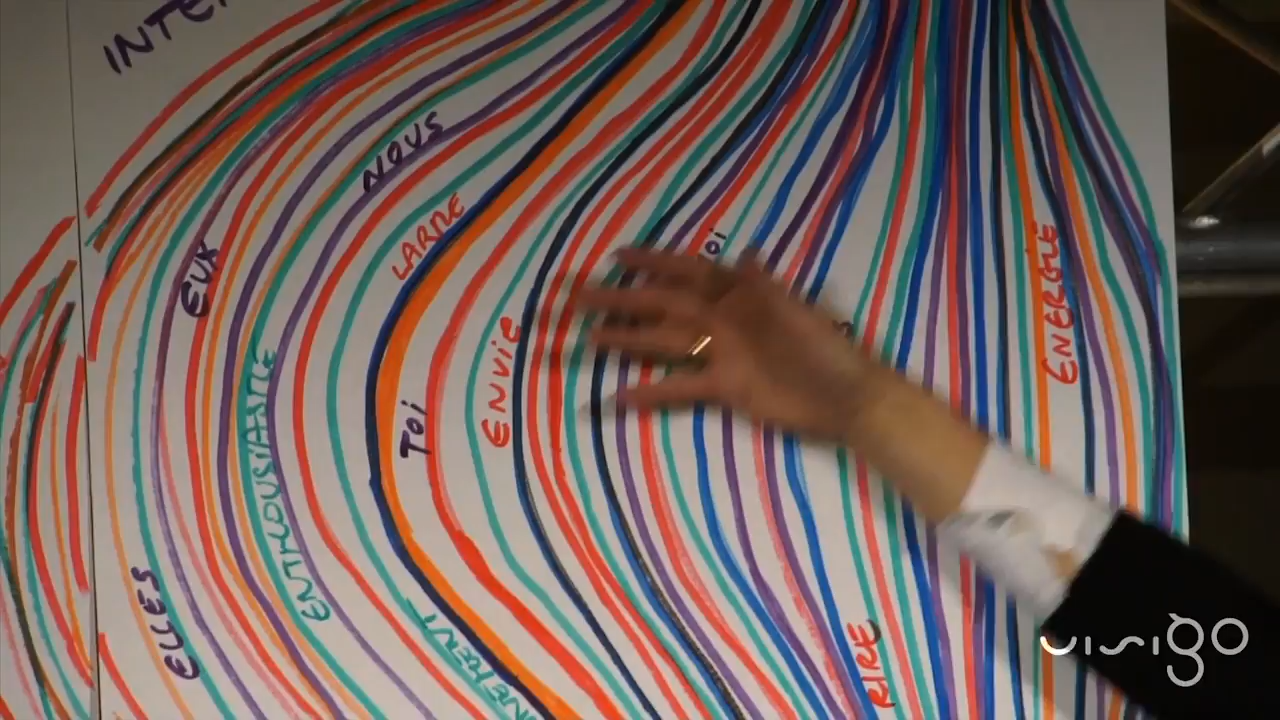 INTE
NOUS
LARME
EUX
ENERGIE
ENVIE
TOI
ENTHOUSIASME
ELLES
RIRE
visigo